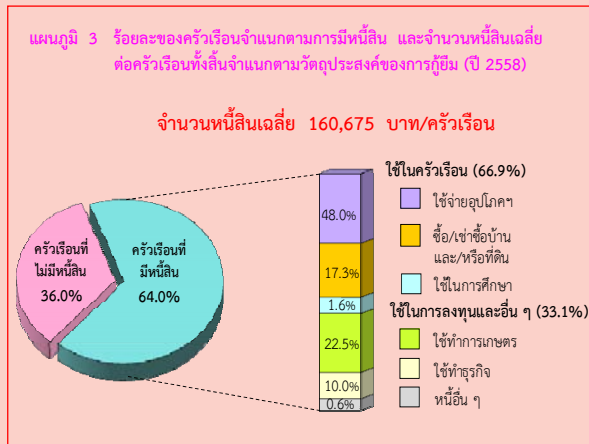 แผนภูมิ 3 ร้อยละของครัวเรือนจำแนกตามการมีหนี้สิน และจำนวนหนี้สินเฉลี่ย
ต่อครัวเรือนทั้งสิ้นจำแนกตามวัตถุประสงค์ของการกู้ยืม (ปี 2558)
จำนวนหนี้สินเฉลี่ย 160,675 บาท/ครัวเรือน
ครัวเรือนที่
ไม่มีหนี้สิน
36.0%
ครัวเรือนที่
มีหนี้สิน
64.0%
48.0%
17.3%
1.6%
22.5%
10.0%
0.6%
ใช้ในครัวเรือน (66.9%)
ใช้จ่ายอุปโภคฯ
ซื้อ/เช่าซื้อบ้าน
และ/หรือที่ดิน
ใช้ในการศึกษา
ใช้ในการลงทุนและอื่น ๆ (33.1%)
ใช้ทำการเกษตร
ใช้ทำธุรกิจ
หนี้อื่น ๆ